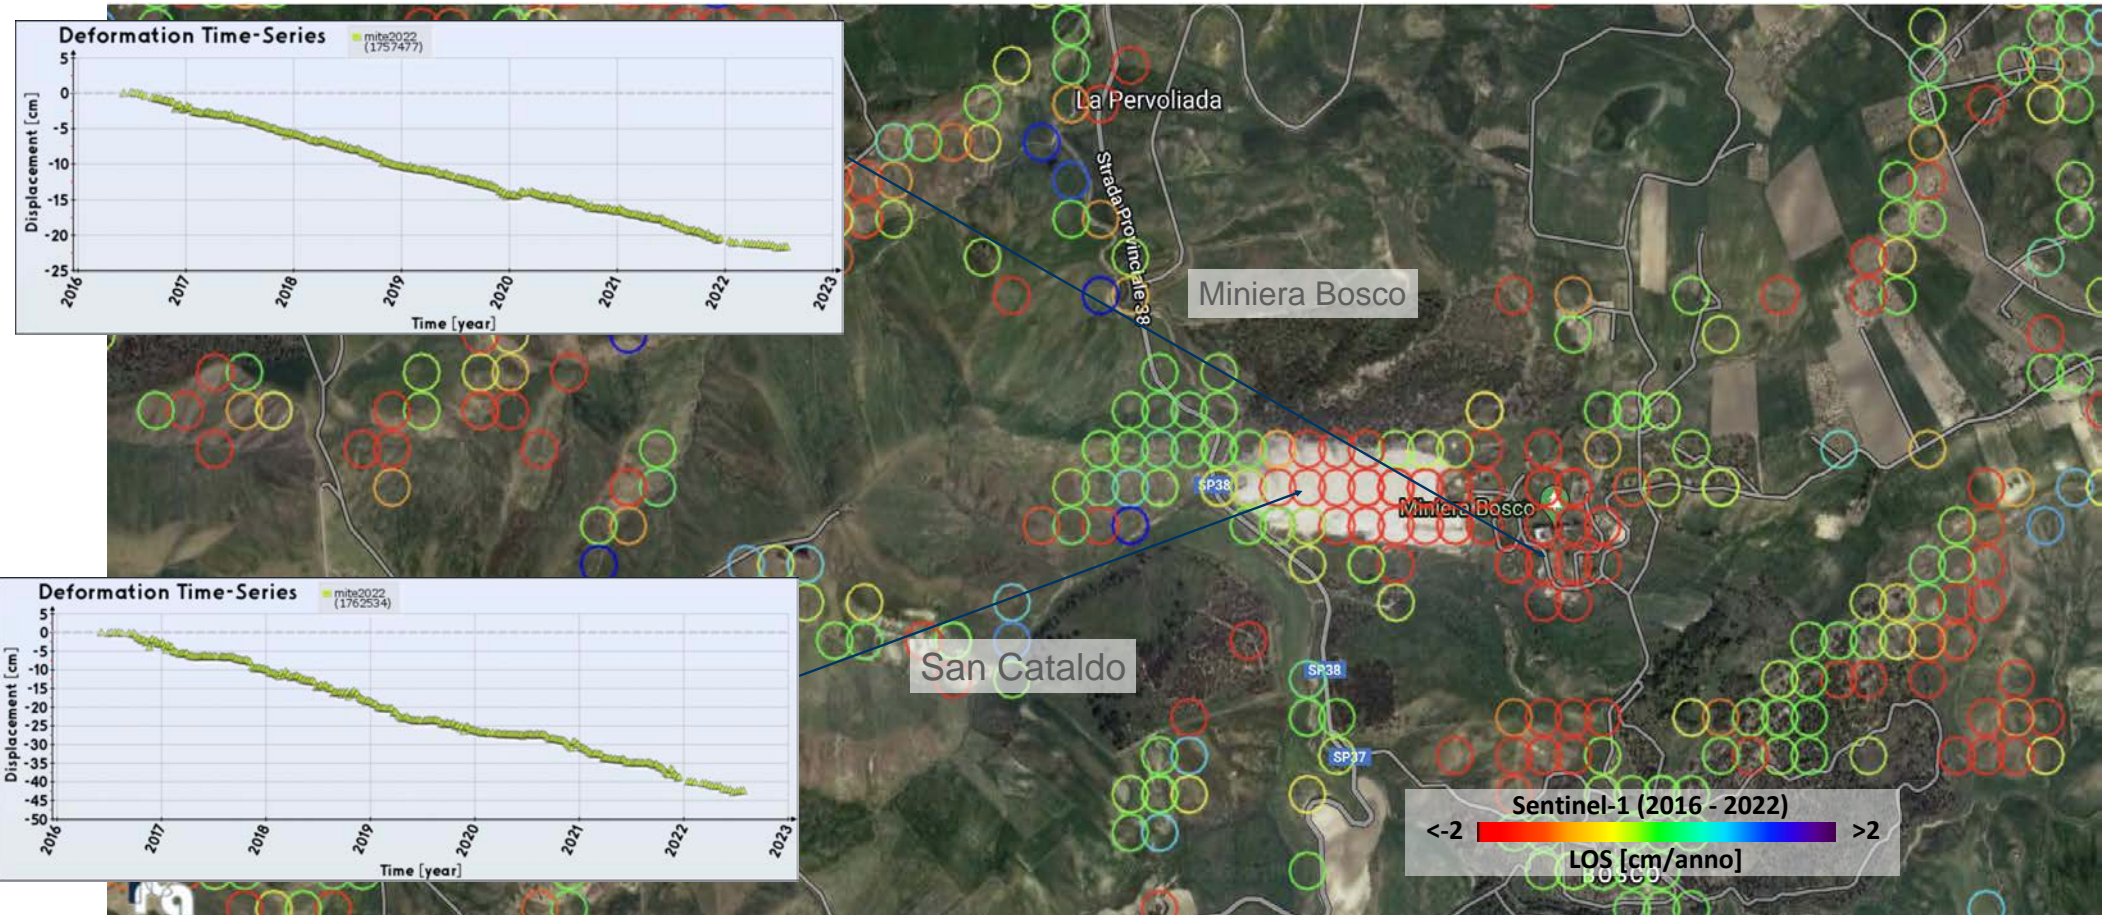 Deformation Time-Series
mite2022
(1757477)
Displacement [cm]
5
0
-5
-10
-15
-20
-25
2016
2017
2018
2019
2020
2021
2022
2023
Time [year]
La Pervoliada
Strada Provinciale 38
Miniera Bosco
SP38
Miniera Bosco
Deformation Time-Series
mite2022
(1762534)
Displacement [cm]
5
0
-5
-10
-15
-20
-25
-30
-35
-40
-45
-50
2016
2017
2018
2019
2020
2021
2022
2023
Time [year]
San Cataldo
SP38
SP37
Sentinel-1 (2016 - 2022)
<-2
>2
LOS [cm/anno]
BOSCO